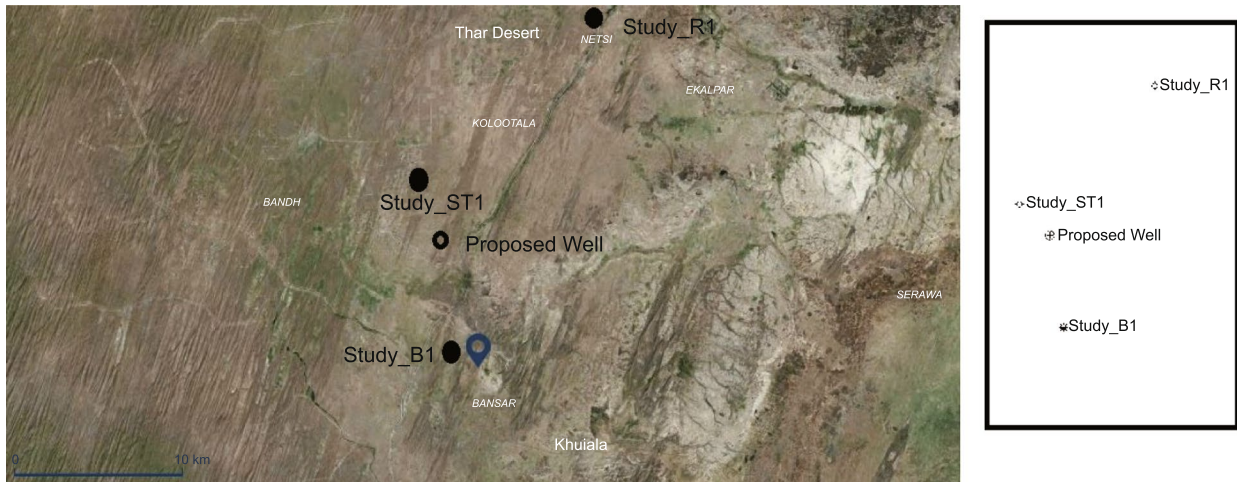 Thar Desert
Study_R1
NETSI
EKALPAR
KOLOOTALA
Study_ST1
BANDH
Proposed Well
SERAWA
Study_B1
BANSAR
Khuiala
0 10 km
Study_R1
Study_ST1
Proposed Well
Study_B1